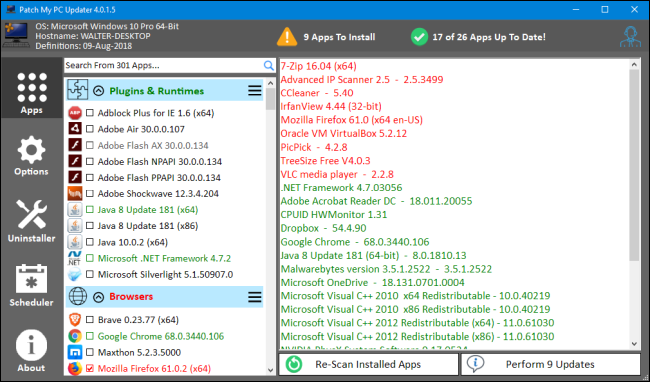 Patch My PC Updater 4.0.1.5
OS: Microsoft Windows 10 Pro 64-Bit
Hostname: WALTER-DESKTOP
Definitions: 09-Aug-2018
9 Apps To Install
17 of 26 Apps Up To Date!
Apps
Options
Uninstaller
Scheduler
About
Search From 301 Apps...
Plugins & Runtimes
ABP
Adblock Plus for IE 1.6 (x64)
Adobe Air 30.0.0.107
Adobe Flash AX 30.0.0.134
Adobe Flash NPAPI 30.0.0.134
Adobe Flash PPAPI 30.0.0.134
Adobe Shockwave 12.3.4.204
Java 8 Update 181 (x64)
Java 8 Update 181 (x86)
Java 10.0.2 (x64)
.NET
Microsoft .NET Framework 4.7.2
Microsoft Silverlight 5.1.50907.0
Browsers
Brave 0.23.77 (x64)
Google Chrome 68.0.3440.106
Maxthon 5.2.3.5000
Mozilla Firefox 61.0.2 (x64)
7-Zip 16.04 (x64)
Advanced IP Scanner 2.5 - 2.5.3499
CCleaner - 5.40
IrfanView 4.44 (32-bit)
Mozilla Firefox 61.0 (x64 en-US)
Oracle VM VirtualBox 5.2.12
PicPick - 4.2.8
TreeSize Free V4.0.3
VLC media player - 2.2.8
.NET Framework 4.7.03056
Adobe Acrobat Reader DC - 18.011.20055
CPUID HWMonitor 1.31
Dropbox - 54.4.90
Google Chrome - 68.0.3440.106
Java 8 Update 181 (64-bit) - 8.0.1810.13
Malwarebytes version 3.5.1.2522 - 3.5.1.2522
Microsoft OneDrive - 18.131.0701.0004
Microsoft Visual C++ 2010 x64 Redistributable - 10.0.40219
Microsoft Visual C++ 2010 x86 Redistributable - 10.0.40219
Microsoft Visual C++ 2012 Redistributable (x64) - 11.0.61030
Microsoft Visual C++ 2012 Redistributable (x86) - 11.0.61030
NVIDIA PhysX System Software 9.17.0524
Re-Scan Installed Apps
Perform 9 Updates